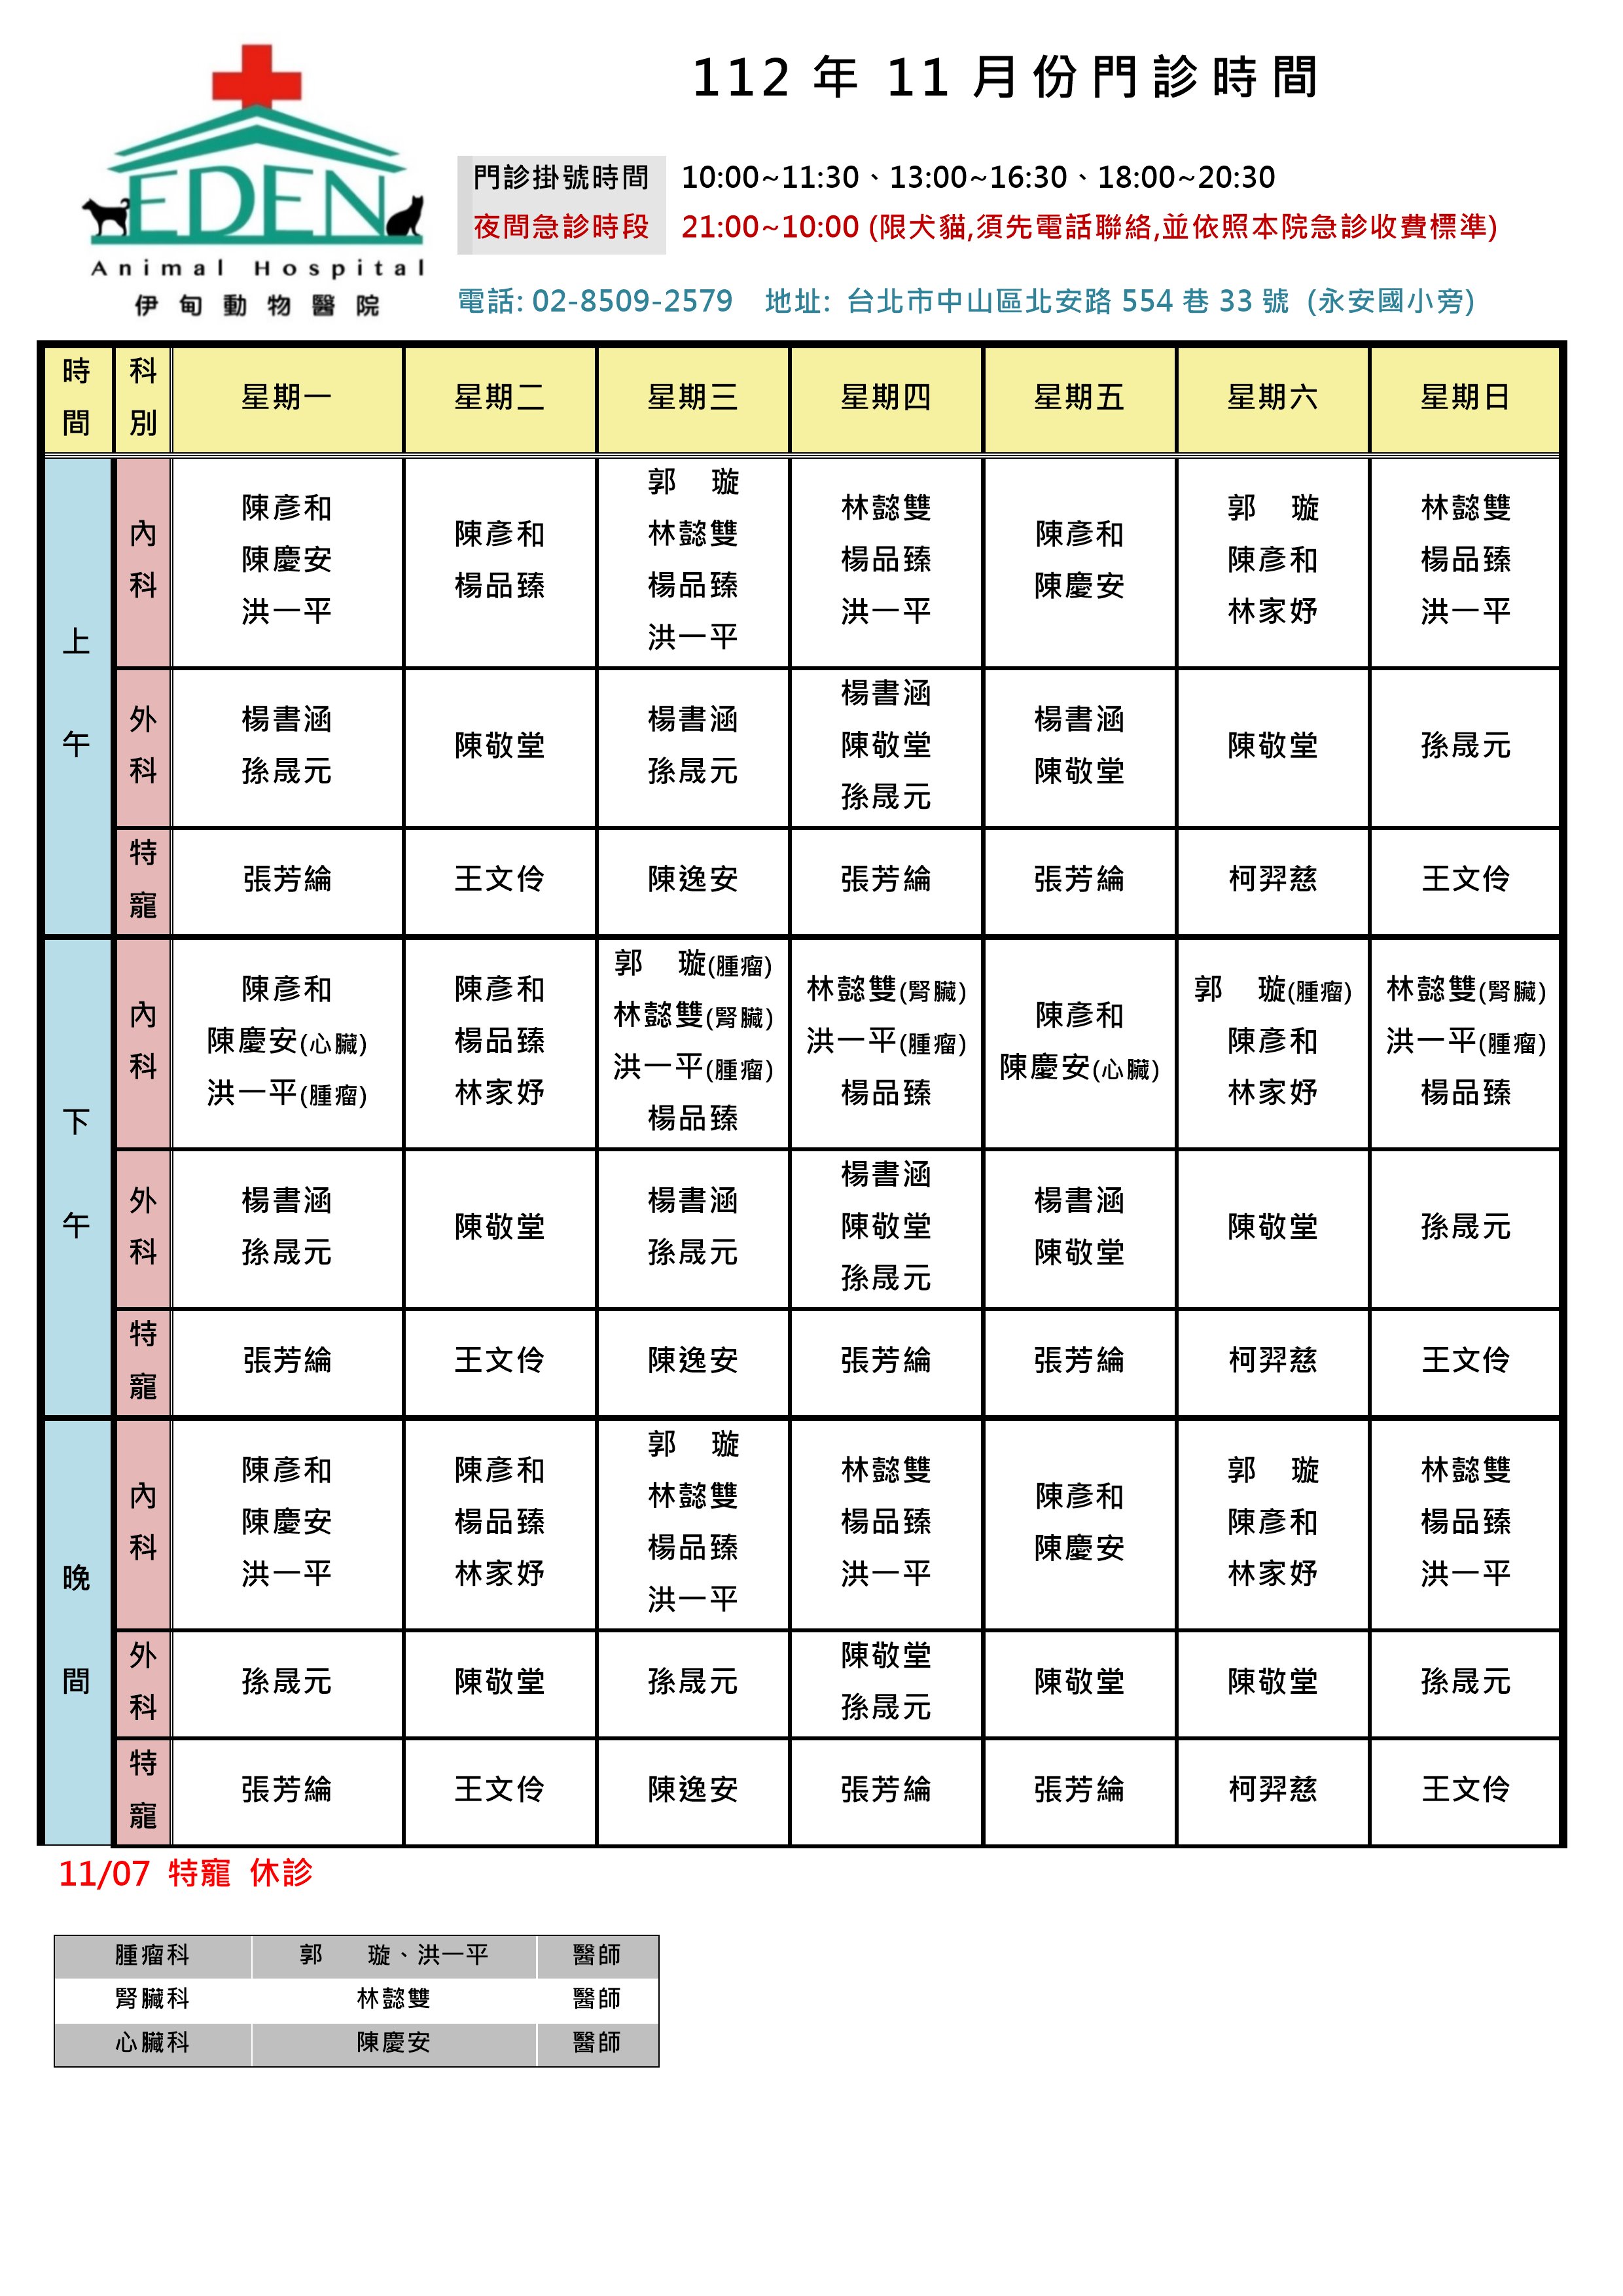 112 年 11 月份門診時間
門診掛號時間 10:00~11:30、13:00~16:30、18:00~20:30
夜間急診時段 21:00~10:00 (限犬貓,須先電話聯絡,並依照本院急診收費標準)
EDEN
Animal Hospital
伊甸動物醫院
電話: 02-8509-2579 地址: 台北市中山區北安路 554 巷 33 號 (永安國小旁)
時間 科別 星期一 星期二 星期三 星期四 星期五 星期六 星期日
上午
內科
陳彥和
陳慶安
洪一平
陳彥和
楊品臻
郭 璇
林懿雙
楊品臻
洪一平
林懿雙
楊品臻
洪一平
陳彥和
陳慶安
郭 璇
陳彥和
林家妤
林懿雙
楊品臻
洪一平
外科
楊書涵
孫晟元
陳敬堂
楊書涵
孫晟元
楊書涵
陳敬堂
孫晟元
楊書涵
陳敬堂
陳敬堂
孫晟元
特寵
張芳綸 王文伶 陳逸安 張芳綸 張芳綸 柯羿慈 王文伶
下午
內科
陳彥和
陳慶安(心臟)
洪一平(腫瘤)
陳彥和
楊品臻
林家妤
郭 璇(腫瘤)
林懿雙(腎臟)
洪一平(腫瘤)
楊品臻
林懿雙(腎臟)
洪一平(腫瘤)
楊品臻
陳彥和
陳慶安(心臟)
郭 璇(腫瘤)
陳彥和
林家妤
林懿雙(腎臟)
洪一平(腫瘤)
楊品臻
外科
楊書涵
孫晟元
陳敬堂
楊書涵
孫晟元
楊書涵
陳敬堂
孫晟元
楊書涵
陳敬堂
陳敬堂
孫晟元
特寵
張芳綸 王文伶 陳逸安 張芳綸 張芳綸 柯羿慈 王文伶
晚間
內科
陳彥和
陳慶安
洪一平
陳彥和
楊品臻
林家妤
郭 璇
林懿雙
楊品臻
洪一平
林懿雙
楊品臻
洪一平
陳彥和
陳慶安
郭 璇
陳彥和
林家妤
林懿雙
楊品臻
洪一平
外科
孫晟元
陳敬堂
孫晟元
陳敬堂
孫晟元
陳敬堂
陳敬堂
孫晟元
特寵
張芳綸 王文伶 陳逸安 張芳綸 張芳綸 柯羿慈 王文伶
11/07 特寵 休診
腫瘤科 郭 璇、洪一平 醫師
腎臟科 林懿雙 醫師
心臟科 陳慶安 醫師